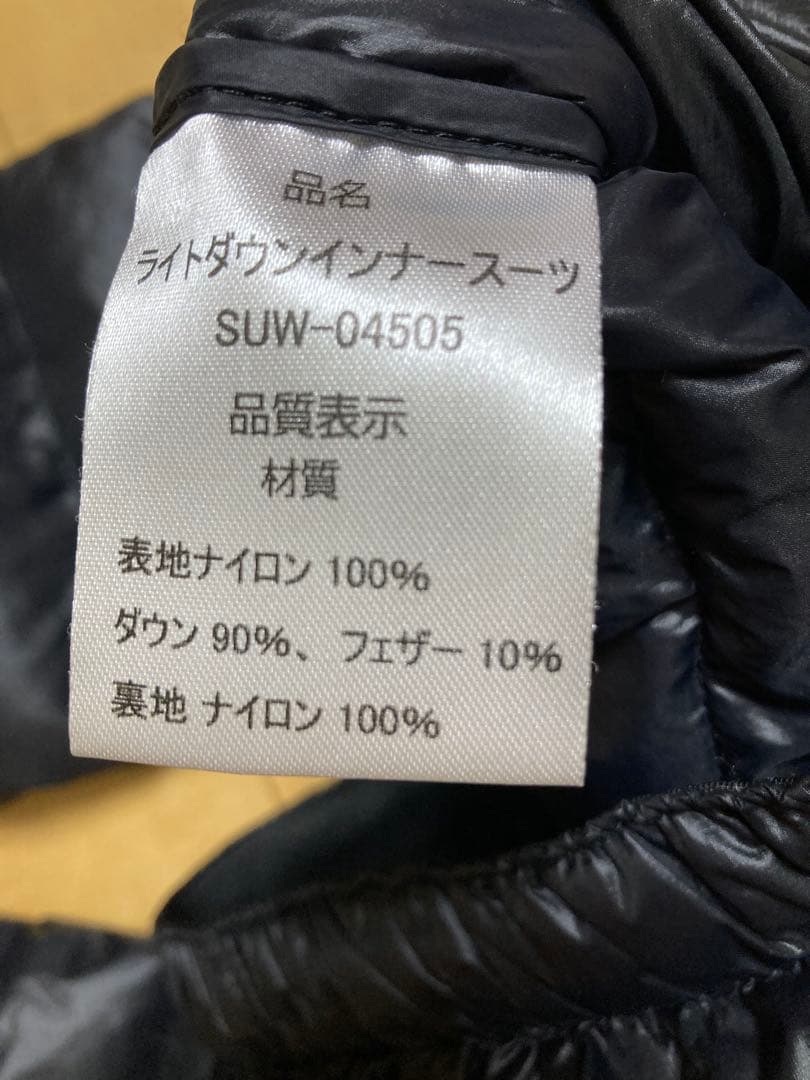 品名
ライトダウンインナースーツ
SUW-04505
品質表示
材質
表地ナイロン 100%
ダウン 90%、フェザー 10%
裏地 ナイロン 100%